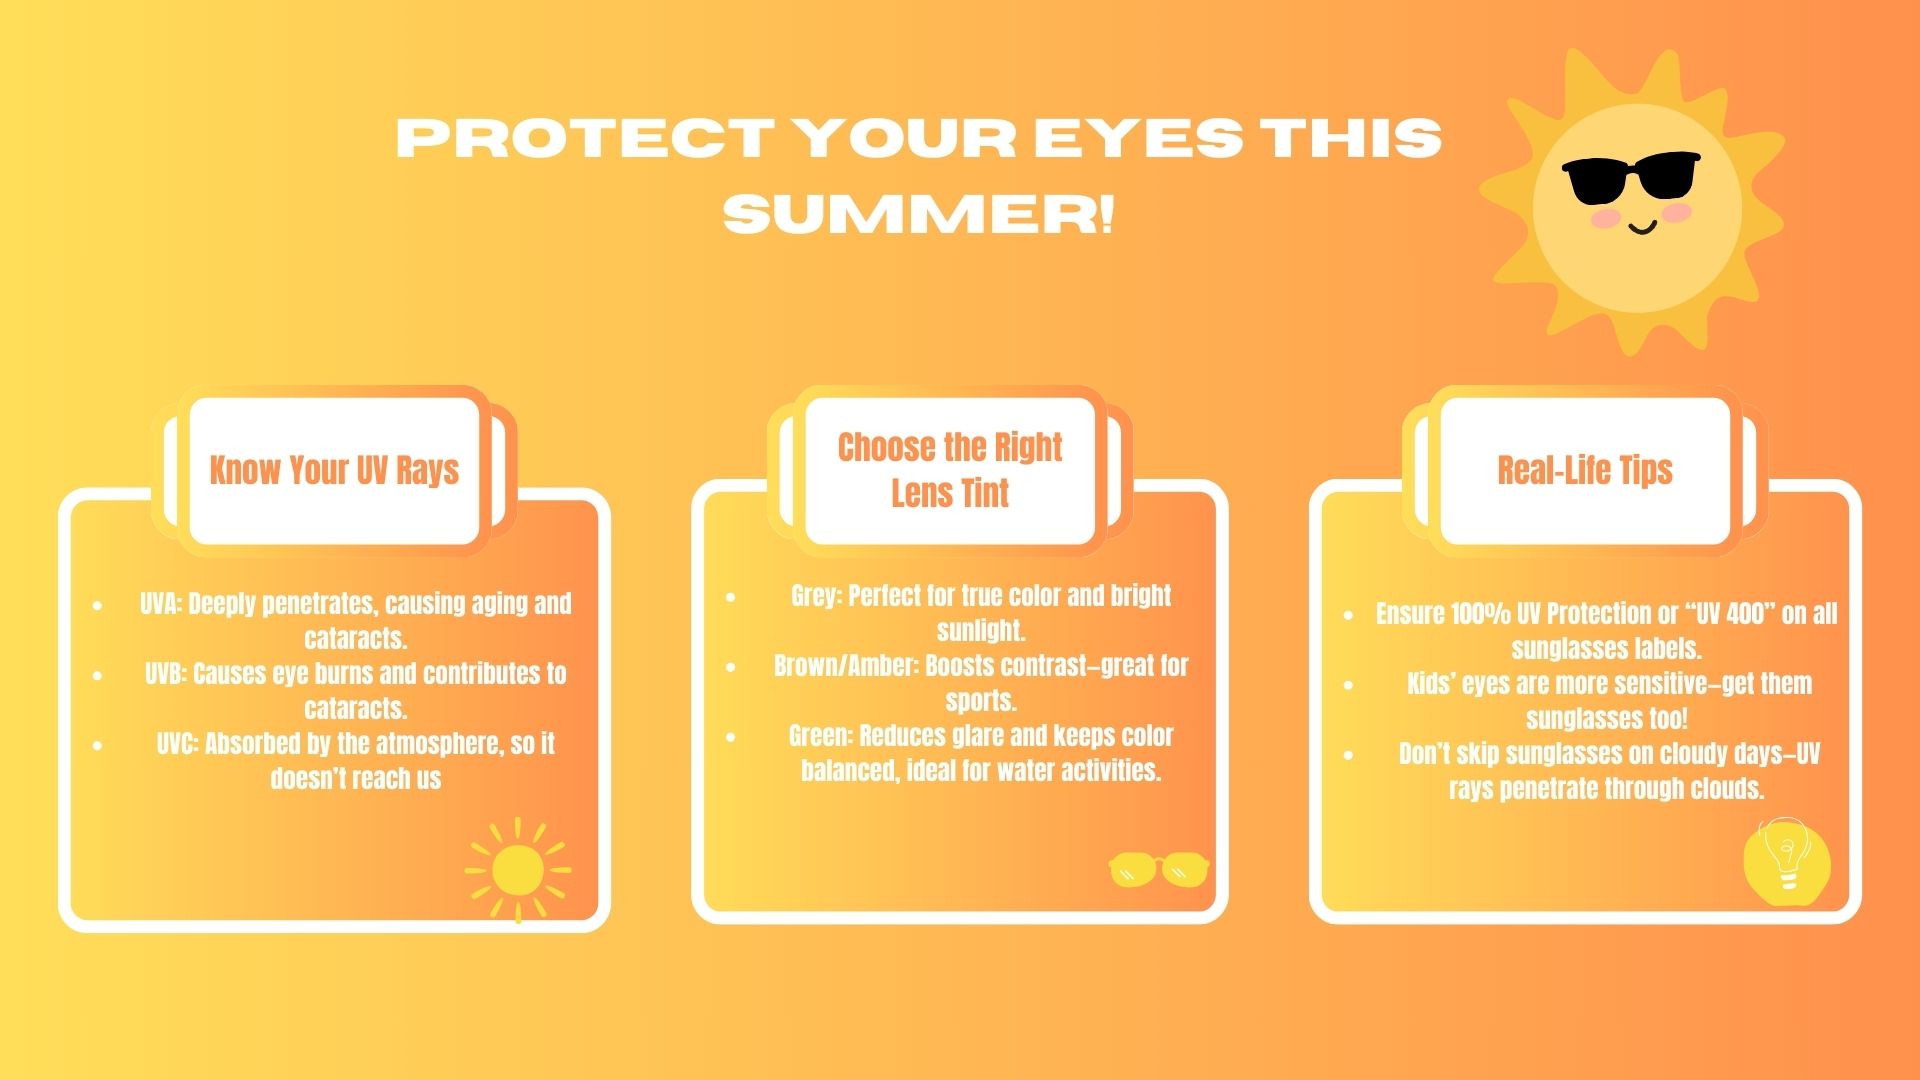 PROTECT YOUR EYES THIS
SUMMER!
Know Your UV Rays
• UVA: Deeply penetrates, causing aging and
cataracts.
• UVB: Causes eye burns and contributes to
cataracts.
• UVC: Absorbed by the atmosphere, so it
doesn’t reach us
Choose the Right
Lens Tint
• Grey: Perfect for true color and bright
sunlight.
• Brown/Amber: Boosts contrast—great for
sports.
• Green: Reduces glare and keeps color
balanced, ideal for water activities.
Real-Life Tips
• Ensure 100% UV Protection or “UV 400” on all
sunglasses labels.
• Kids’ eyes are more sensitive—get them
sunglasses too!
• Don’t skip sunglasses on cloudy days—UV
rays penetrate through clouds.